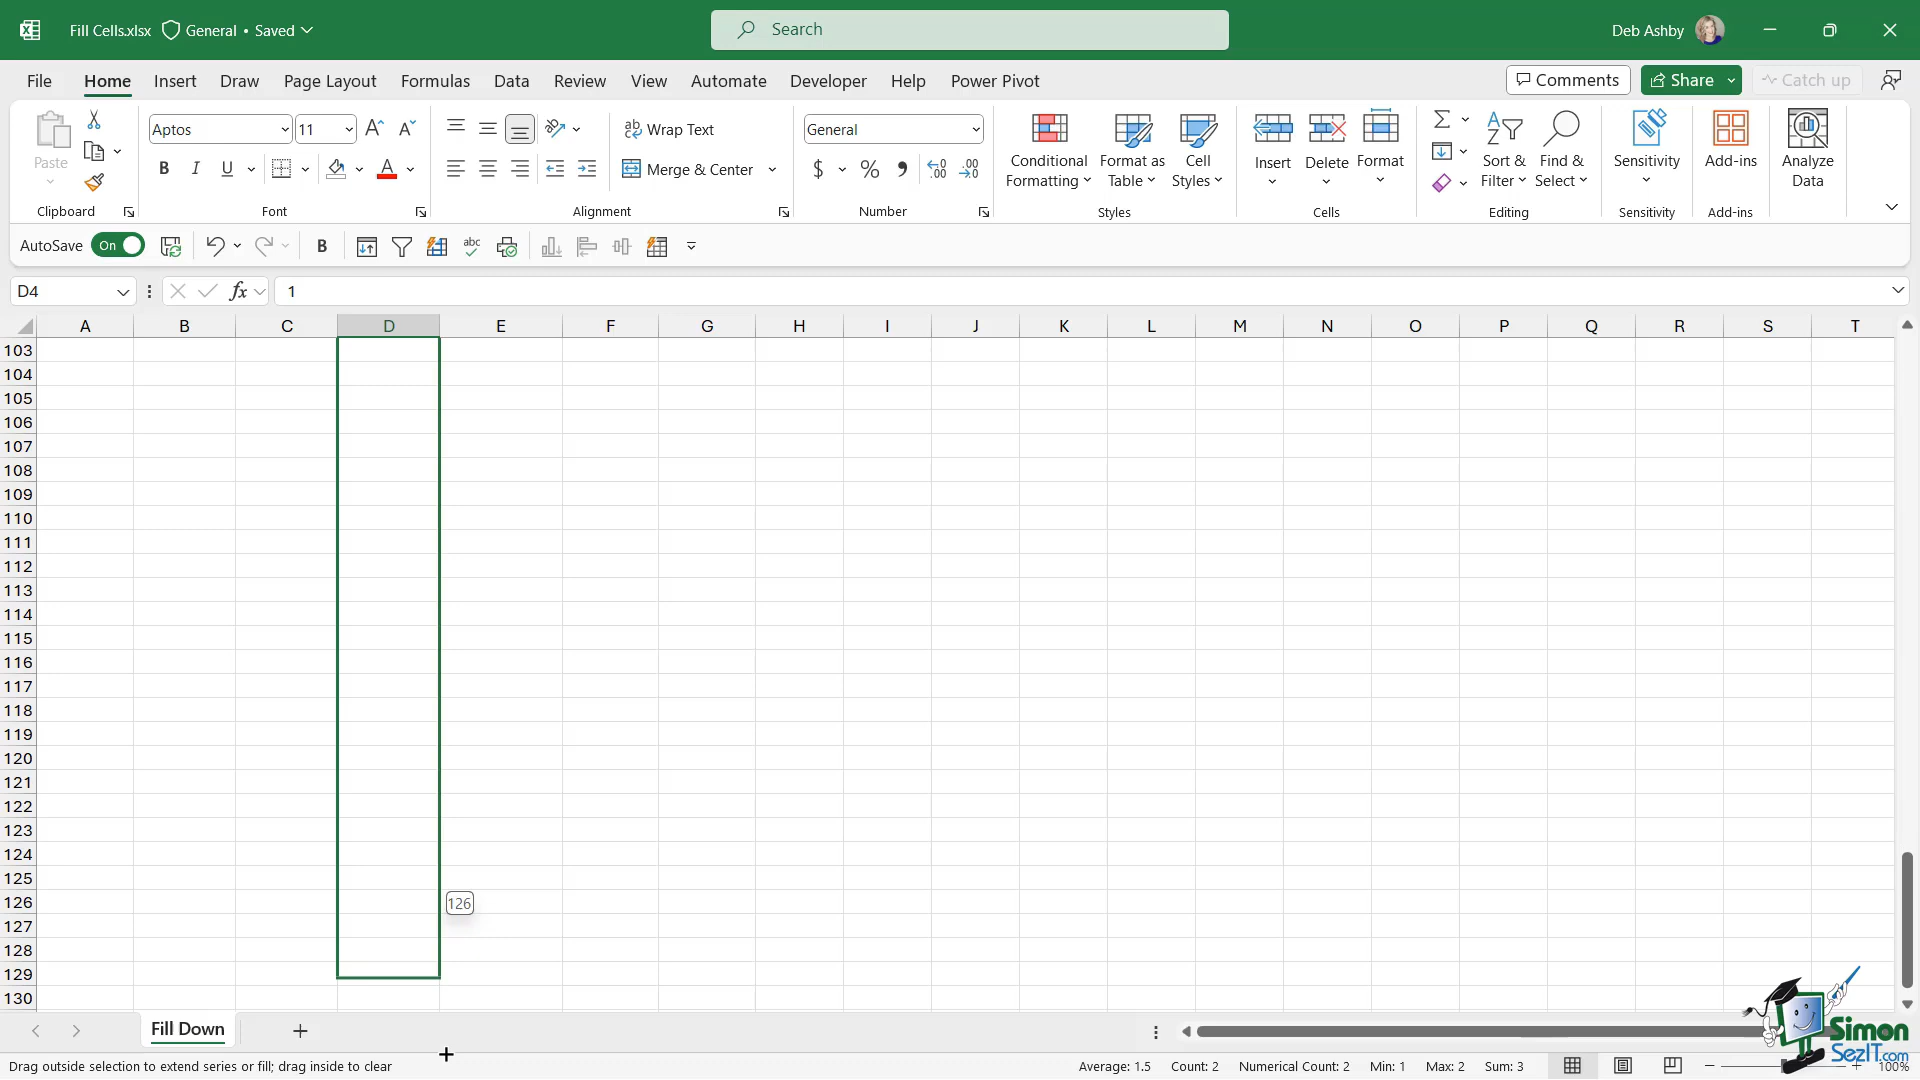 Fill Cells.xlsx General • Saved Search Deb Ashby
File Home Insert Draw Page Layout Formulas Data Review View Automate Developer Help Power Pivot Comments Share Catch up
Paste Aptos 11 Wrap Text General Conditional Formatting Format as Table Cell Styles Insert Delete Format Sort & Filter Find & Select Sensitivity Add-ins Analyze Data
B I U A Merge & Center $ %
Clipboard Font Alignment Number Styles Cells Editing Sensitivity Add-ins
AutoSave On B abc
D4 fx 1
A B C D E F G H I J K L M N O P Q R S T
103
104
105
106
107
108
109
110
111
112
113
114
115
116
117
118
119
120
121
122
123
124
125
126 126
127
128
129
130
Fill Down
Simon
SezIT.com
Drag outside selection to extend series or fill; drag inside to clear Average: 1.5 Count: 2 Numerical Count: 2 Min: 1 Max: 2 Sum: 3 100%